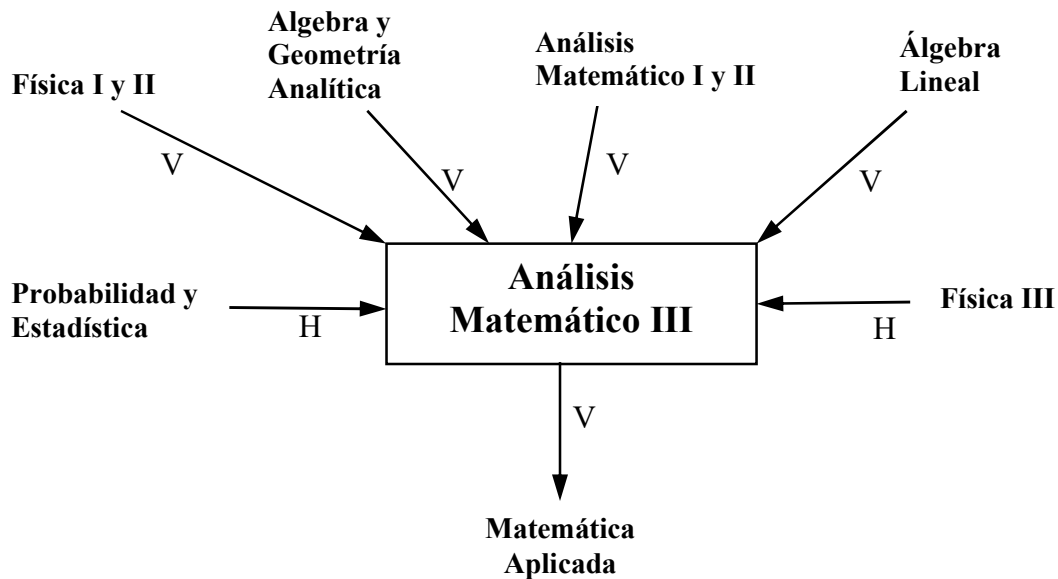 Algebra y
Geometría
Analítica
Análisis
Matemático I y II
Álgebra
Lineal
Física I y II
V
V
V
V
Análisis
Matemático III
Probabilidad y
Estadística
H
H
Física III
V
Matemática
Aplicada